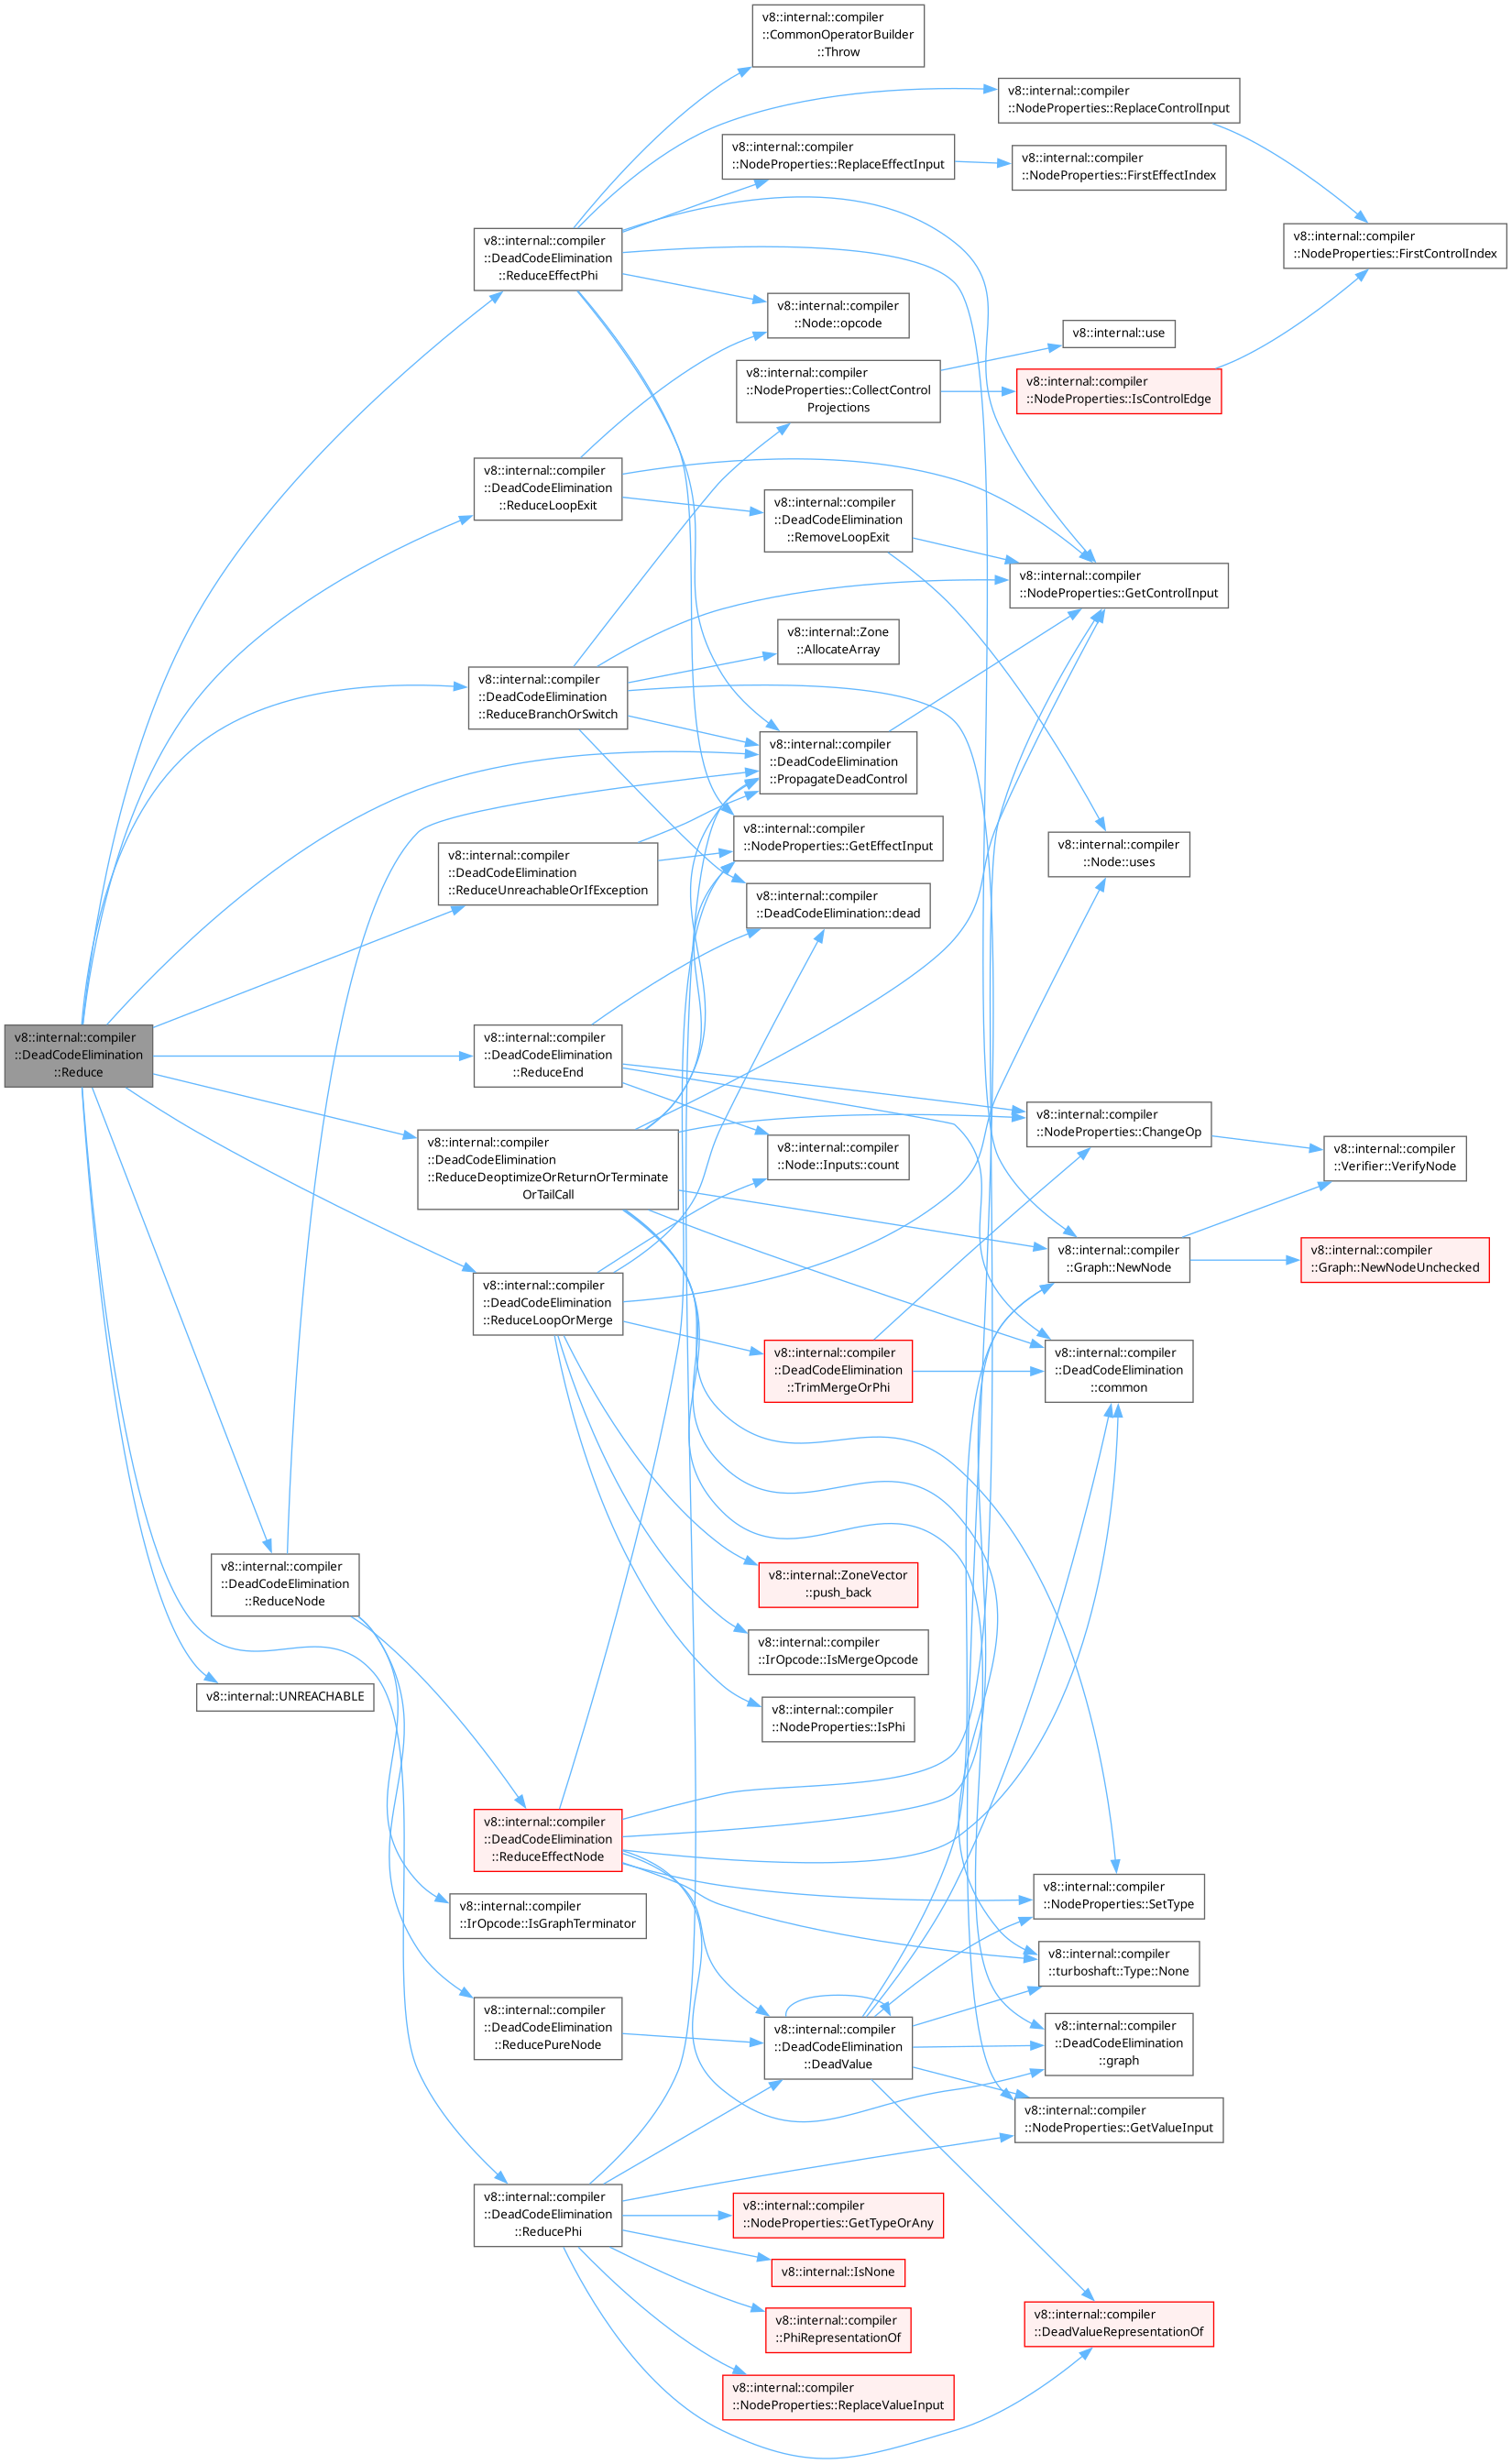 v8::internal::compiler
::CommonOperatorBuilder
::Throw
v8::internal::compiler
::NodeProperties::ReplaceControlInput
v8::internal::compiler
::NodeProperties::ReplaceEffectInput
v8::internal::compiler
::NodeProperties::FirstEffectIndex
v8::internal::compiler
::NodeProperties::FirstControlIndex
v8::internal::compiler
::DeadCodeElimination
::ReduceEffectPhi
v8::internal::compiler
::Node::opcode
v8::internal::use
v8::internal::compiler
::NodeProperties::CollectControl
Projections
v8::internal::compiler
::NodeProperties::IsControlEdge
v8::internal::compiler
::DeadCodeElimination
::ReduceLoopExit
v8::internal::compiler
::DeadCodeElimination
::RemoveLoopExit
v8::internal::compiler
::NodeProperties::GetControlInput
v8::internal::Zone
::AllocateArray
v8::internal::compiler
::DeadCodeElimination
::ReduceBranchOrSwitch
v8::internal::compiler
::DeadCodeElimination
::PropagateDeadControl
v8::internal::compiler
::NodeProperties::GetEffectInput
v8::internal::compiler
::Node::uses
v8::internal::compiler
::DeadCodeElimination
::ReduceUnreachableOrIfException
v8::internal::compiler
::DeadCodeElimination::dead
v8::internal::compiler
::DeadCodeElimination
::Reduce
v8::internal::compiler
::DeadCodeElimination
::ReduceEnd
v8::internal::compiler
::NodeProperties::ChangeOp
v8::internal::compiler
::DeadCodeElimination
::ReduceDeoptimizeOrReturnOrTerminate
OrTailCall
v8::internal::compiler
::Node::Inputs::count
v8::internal::compiler
::Verifier::VerifyNode
v8::internal::compiler
::Graph::NewNode
v8::internal::compiler
::Graph::NewNodeUnchecked
v8::internal::compiler
::DeadCodeElimination
::ReduceLoopOrMerge
v8::internal::compiler
::DeadCodeElimination
::TrimMergeOrPhi
v8::internal::compiler
::DeadCodeElimination
::common
v8::internal::compiler
::DeadCodeElimination
::ReduceNode
v8::internal::ZoneVector
::push_back
v8::internal::compiler
::IrOpcode::IsMergeOpcode
v8::internal::UNREACHABLE
v8::internal::compiler
::NodeProperties::IsPhi
v8::internal::compiler
::DeadCodeElimination
::ReduceEffectNode
v8::internal::compiler
::IrOpcode::IsGraphTerminator
v8::internal::compiler
::NodeProperties::SetType
v8::internal::compiler
::turboshaft::Type::None
v8::internal::compiler
::DeadCodeElimination
::ReducePureNode
v8::internal::compiler
::DeadCodeElimination
::DeadValue
v8::internal::compiler
::DeadCodeElimination
::graph
v8::internal::compiler
::NodeProperties::GetValueInput
v8::internal::compiler
::DeadCodeElimination
::ReducePhi
v8::internal::compiler
::NodeProperties::GetTypeOrAny
v8::internal::IsNone
v8::internal::compiler
::PhiRepresentationOf
v8::internal::compiler
::DeadValueRepresentationOf
v8::internal::compiler
::NodeProperties::ReplaceValueInput